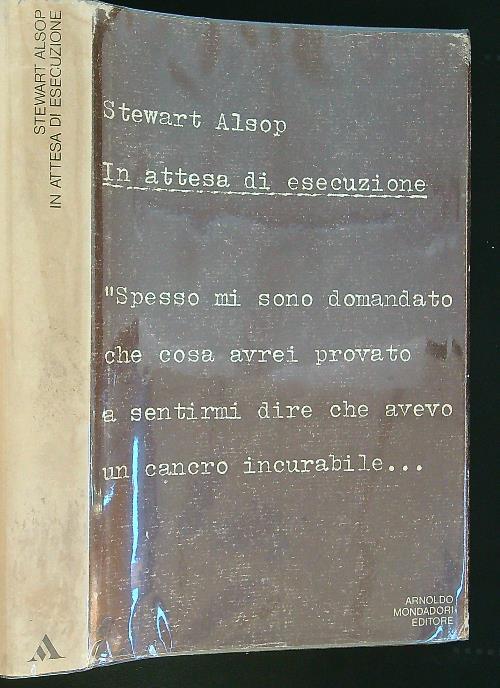 STEWART ALSOP
IN ATTESA DI ESECUZIONE
Stewart Alsop
In attesa di esecuzione
"Spesso mi sono domandato
che cosa avrei provato
a sentirmi dire che avevo
un cancro incurabile...
ARNOLDO
MONDADORI
EDITORE